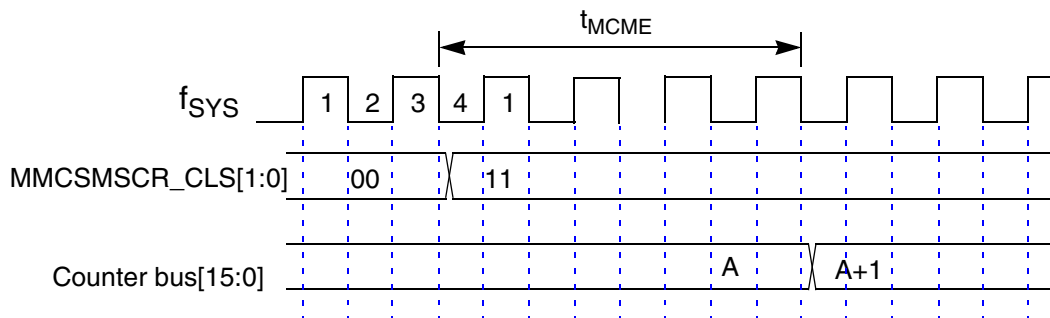 tMCME
fSYS
1 2 3 4 1
MMCSMSCR_CLS[1:0]
00 11
Counter bus[15:0]
A A+1